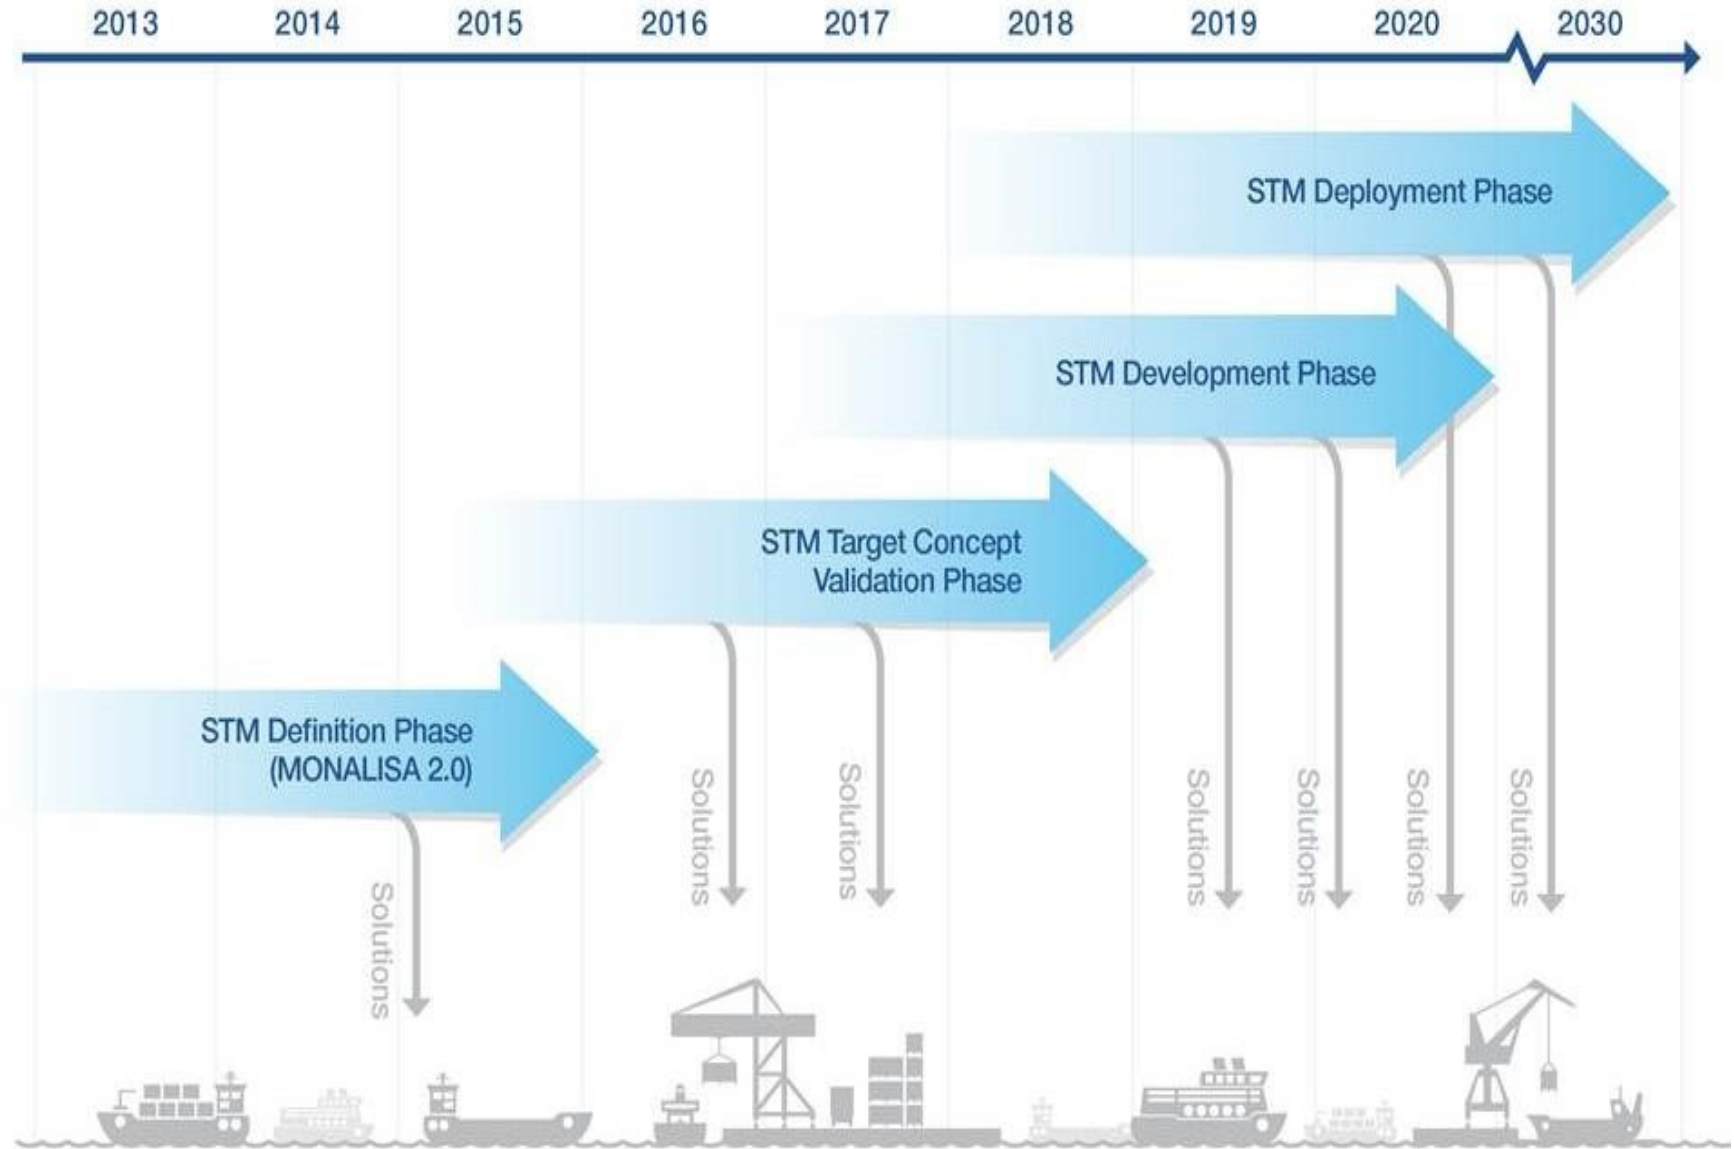 2013 2014 2015 2016 2017 2018 2019 2020 2030
STM Deployment Phase
STM Development Phase
STM Target Concept
Validation Phase
STM Definition Phase
(MONALISA 2.0)
Solutions
Solutions
Solutions
Solutions
Solutions
Solutions
Solutions